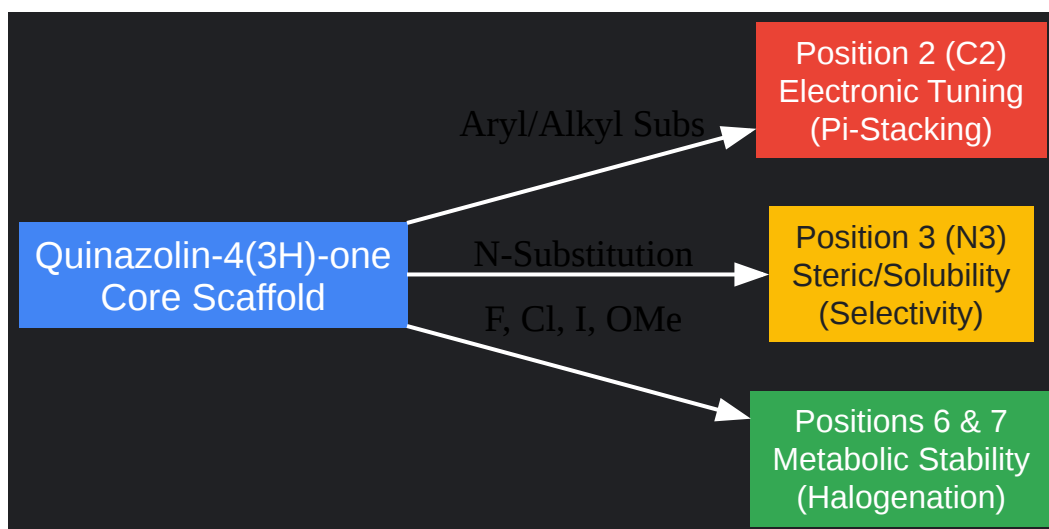 Quinazolin-4(3H)-one
Core Scaffold
Aryl/Alkyl Subs
N-Substitution
F, Cl, I, OMe
Position 2 (C2)
Electronic Tuning
(Pi-Stacking)
Position 3 (N3)
Steric/Solubility
(Selectivity)
Positions 6 & 7
Metabolic Stability
(Halogenation)